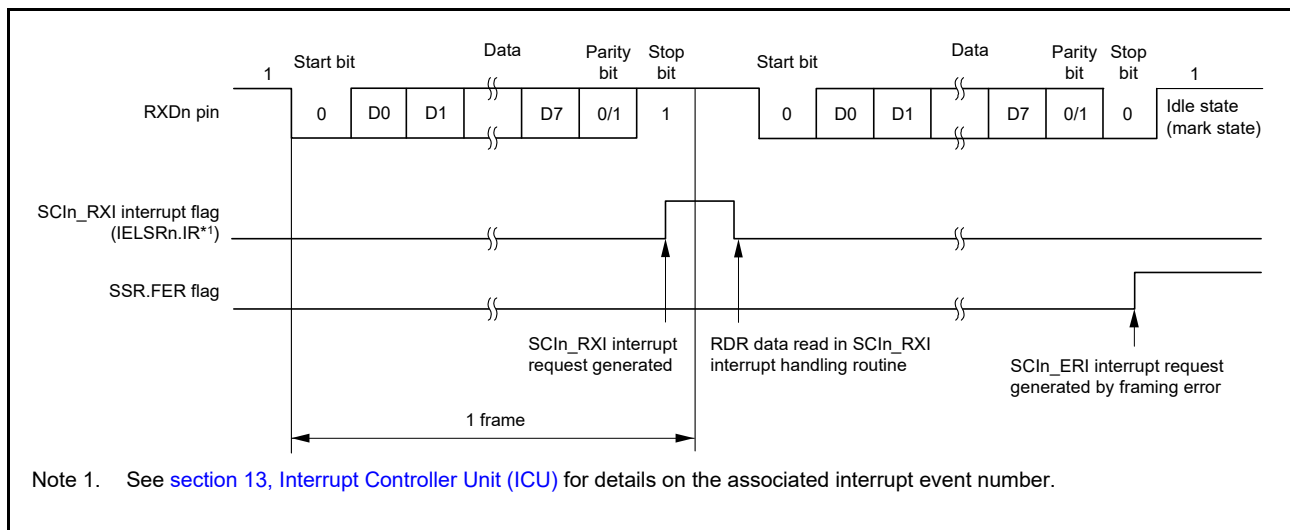 Start bit
Data
Parity bit
Stop bit
Start bit
Data
Parity bit
Stop bit
1
1
RXDn pin
0 D0 D1 D7 0/1 1 0 D0 D1 D7 0/1 0
Idle state
(mark state)
SCIn_RXI interrupt flag
(IELSRn.IR*1)
SSR.FER flag
SCIn_RXI interrupt
request generated
RDR data read in SCIn_RXI
interrupt handling routine
SCIn_ERI interrupt request
generated by framing error
1 frame
Note 1. See section 13, Interrupt Controller Unit (ICU) for details on the associated interrupt event number.